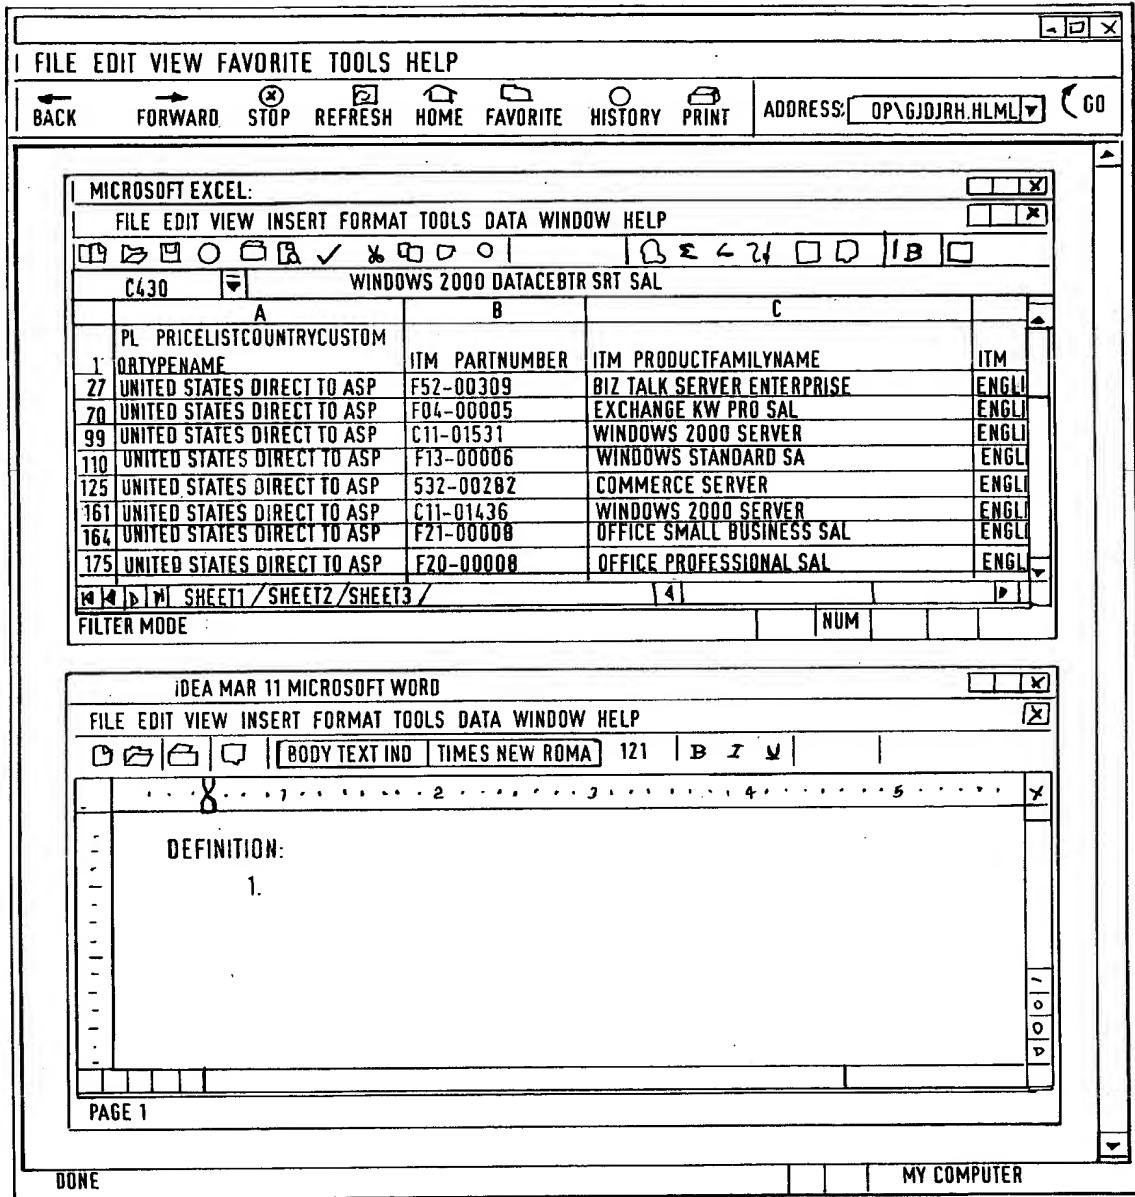 FILE EDIT VIEW FAVORITE TOOLS HELP
BACK FORWARD STOP REFRESH HOME FAVORITE HISTORY PRINT ADDRESS: OP\GJDJRH.HLML GO
MICROSOFT EXCEL:
FILE EDIT VIEW INSERT FORMAT TOOLS DATA WINDOW HELP
B
C430 WINDOWS 2000 DATACEBTR SRT SAL
A B C
PL PRICELISTCOUNTRYCUSTOM
1 ORTYPENAME ITM PARTNUMBER ITM PRODUCTFAMILYNAME ITM
27 UNITED STATES DIRECT TO ASP F52-00309 BIZ TALK SERVER ENTERPRISE ENGLI
70 UNITED STATES DIRECT TO ASP F04-00005 EXCHANGE KW PRO SAL ENGLI
99 UNITED STATES DIRECT TO ASP C11-01531 WINDOWS 2000 SERVER ENGLI
110 UNITED STATES DIRECT TO ASP F13-00006 WINDOWS STANDARD SA ENGLI
125 UNITED STATES DIRECT TO ASP 532-00282 COMMERCE SERVER ENGLI
161 UNITED STATES DIRECT TO ASP C11-01436 WINDOWS 2000 SERVER ENGLI
164 UNITED STATES DIRECT TO ASP F21-00008 OFFICE SMALL BUSINESS SAL ENGLI
175 UNITED STATES DIRECT TO ASP F20-00008 OFFICE PROFESSIONAL SAL ENGL
SHEET1 /SHEET2 /SHEET3 /
FILTER MODE NUM
iDEA MAR 11 MICROSOFT WORD
FILE EDIT VIEW INSERT FORMAT TOOLS DATA WINDOW HELP
BODY TEXT IND TIMES NEW ROMA 121 B I U
1 2 3 4 5
DEFINITION:
1.
PAGE 1
DONE MY COMPUTER